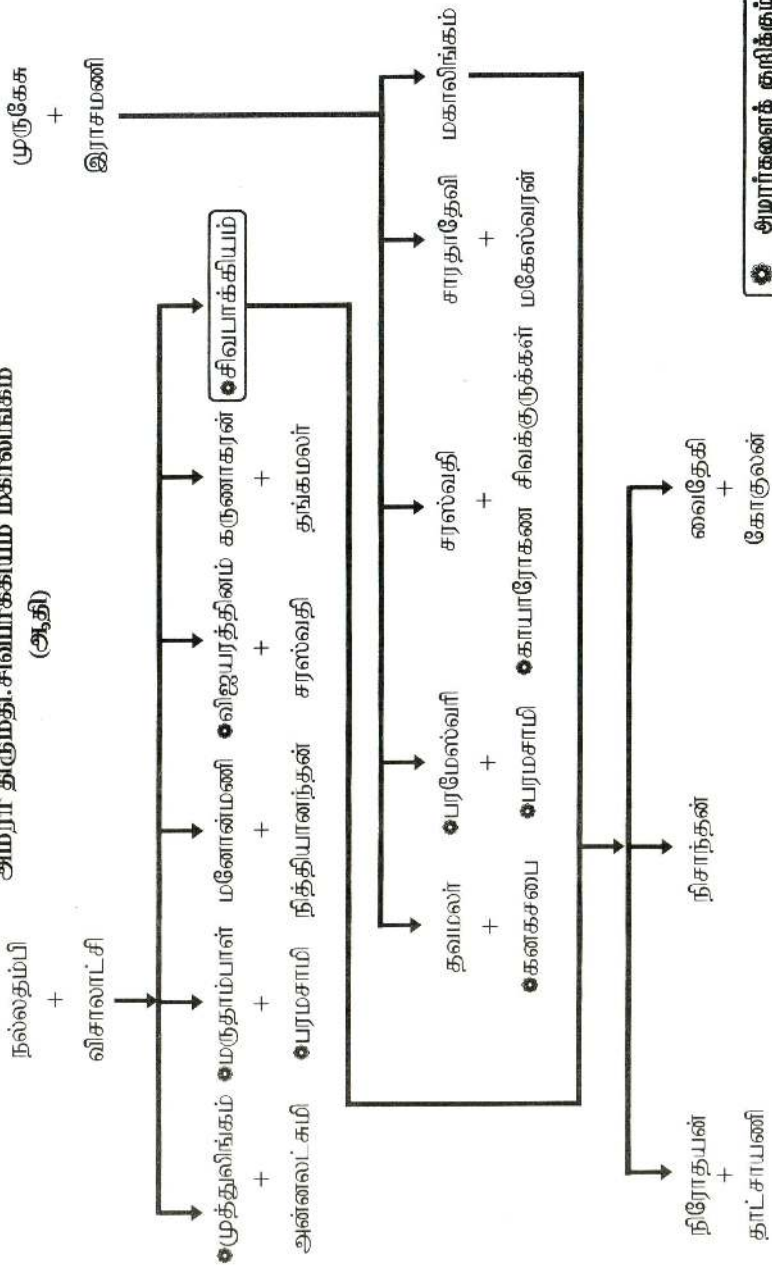 அமரர் திருமதி.சிவபாக்கியம் மகாலிங்கம்
(ஆதி)
நல்லதம்பி
+
விசாலாட்சி
முருகேசு
+
இராசமணி
முத்துலிங்கம் மருதாம்பாள் மனோன்மணி விஜயரத்தினம் கருணாகரன் சிவபாக்கியம்
+ + + + +
அன்னலட்சுமி பரமசாமி நித்தியானந்தன் சரஸ்வதி தங்கமலர்
தவமலர் பரமேஸ்வரி சரஸ்வதி சாரதாதேவி மகாலிங்கம்
+ + + +
கனகசபை பரமசாமி காயாரோகண சிவக்குருக்கள் மகேஸ்வரன்
நிரோதயன் நிசாந்தன் வைதேகி
+ +
தாட்சாயணி கோகுலன்
அமரர்களைக் குறிக்கும்